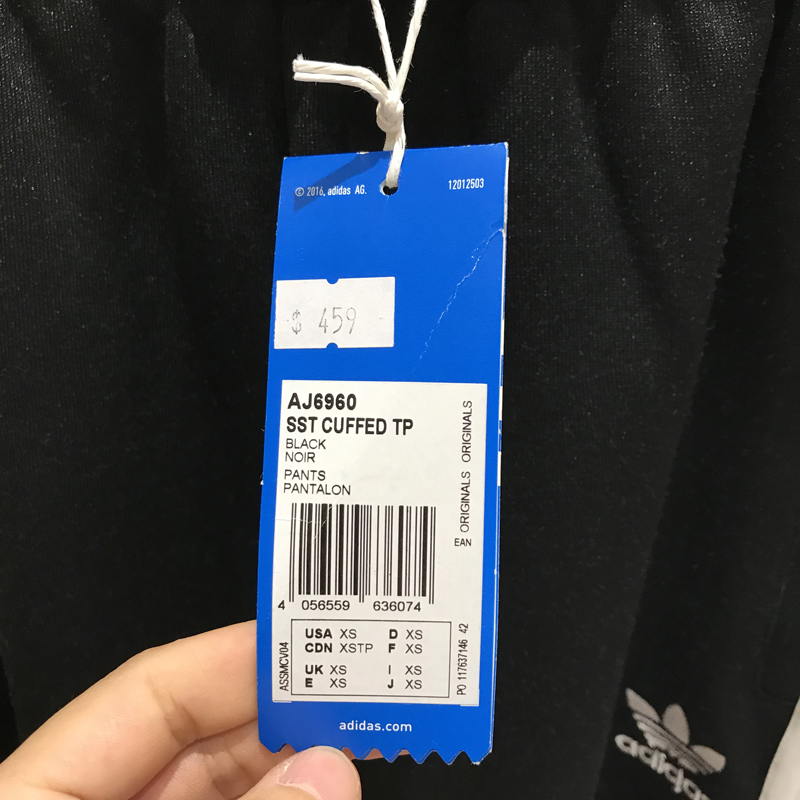 © 2016, adidas AG.
12012503
$ 459
AJ6960
SST CUFFED TP
BLACK
NOIR
PANTS
PANTALON
ORIGINALS ORIGINALS
EAN
4 056559 636074
USA XS D XS
CDN XSTP F XS
UK XS I XS
E XS J XS
ASSMCV04
PO 117637146 42
adidas.com
adidas